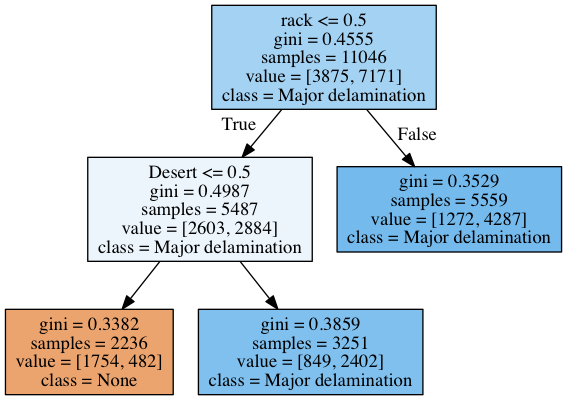 rack <= 0.5
gini = 0.4555
samples = 11046
value = [3875, 7171]
class = Major delamination
True
False
Desert <= 0.5
gini = 0.4987
samples = 5487
value = [2603, 2884]
class = Major delamination
gini = 0.3529
samples = 5559
value = [1272, 4287]
class = Major delamination
gini = 0.3382
samples = 2236
value = [1754, 482]
class = None
gini = 0.3859
samples = 3251
value = [849, 2402]
class = Major delamination